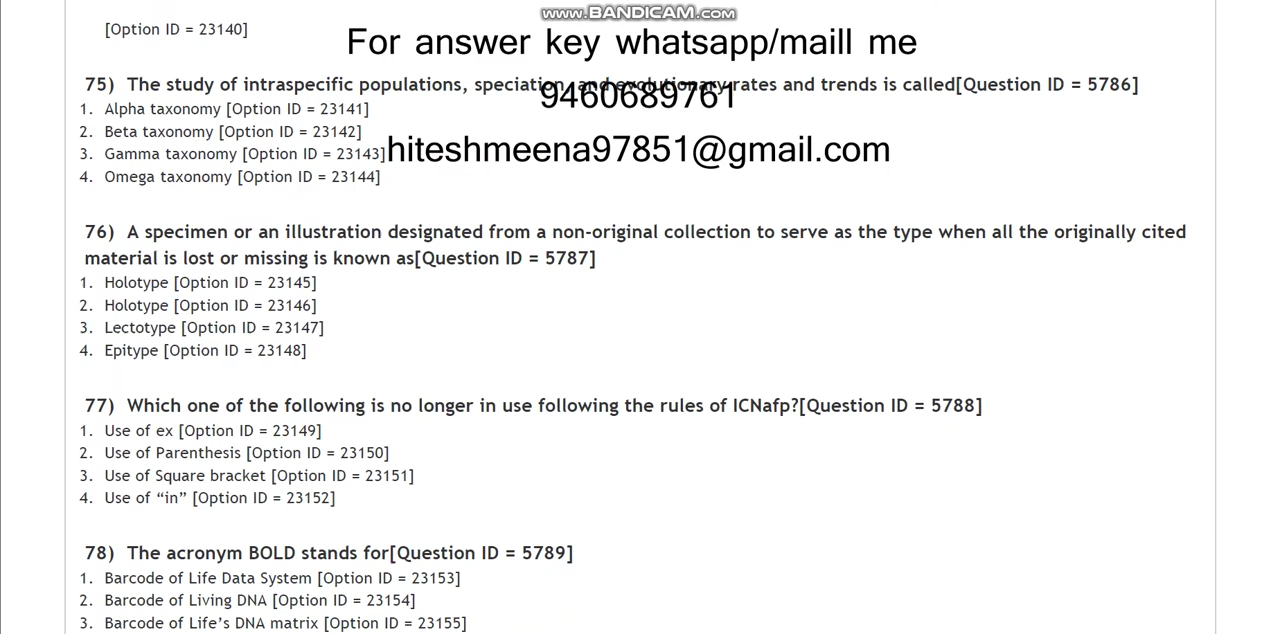 www.BANDICAM.com
[Option ID = 23140]
For answer key whatsapp/maill me
75) The study of intraspecific populations, speciation, and evolutionary rates and trends is called[Question ID = 5786]
9460689761
1. Alpha taxonomy [Option ID = 23141]
2. Beta taxonomy [Option ID = 23142]
3. Gamma taxonomy [Option ID = 23143]
hiteshmeena97851@gmail.com
4. Omega taxonomy [Option ID = 23144]
76) A specimen or an illustration designated from a non-original collection to serve as the type when all the originally cited
material is lost or missing is known as[Question ID = 5787]
1. Holotype [Option ID = 23145]
2. Holotype [Option ID = 23146]
3. Lectotype [Option ID = 23147]
4. Epitype [Option ID = 23148]
77) Which one of the following is no longer in use following the rules of ICNafp?[Question ID = 5788]
1. Use of ex [Option ID = 23149]
2. Use of Parenthesis [Option ID = 23150]
3. Use of Square bracket [Option ID = 23151]
4. Use of “in” [Option ID = 23152]
78) The acronym BOLD stands for[Question ID = 5789]
1. Barcode of Life Data System [Option ID = 23153]
2. Barcode of Living DNA [Option ID = 23154]
3. Barcode of Life’s DNA matrix [Option ID = 23155]